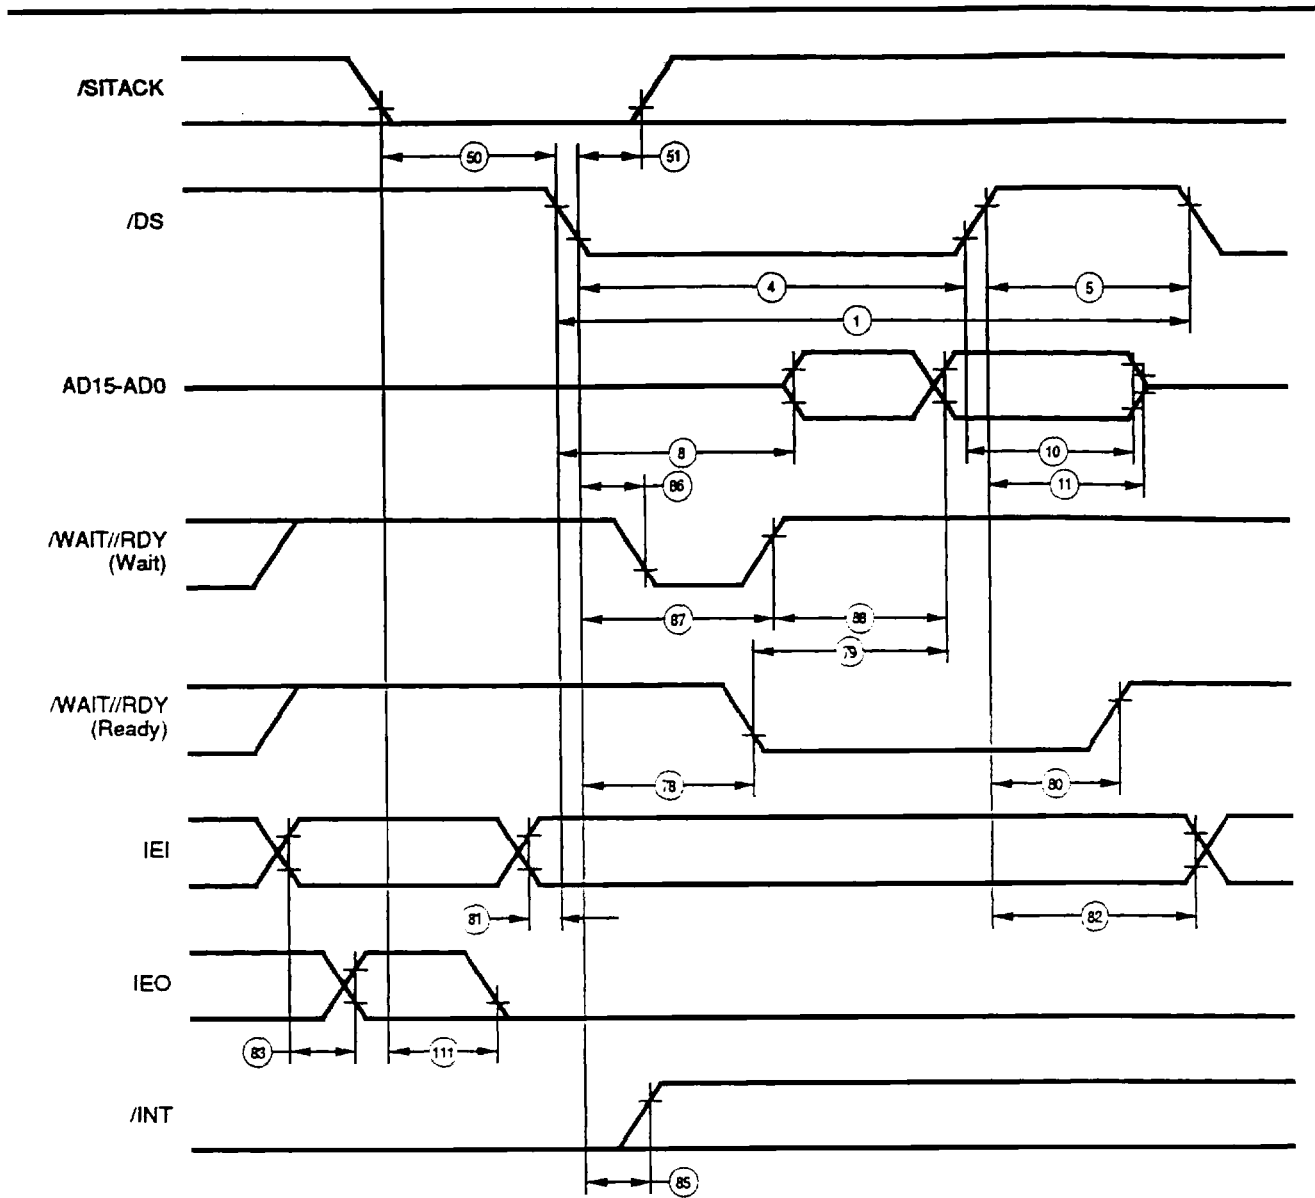 /SITACK
50
51
/DS
4
5
1
AD15-AD0
8
10
11
86
/WAIT//RDY
(Wait)
87
88
79
/WAIT//RDY
(Ready)
78
80
IEI
81
82
IEO
83
111
/INT
85